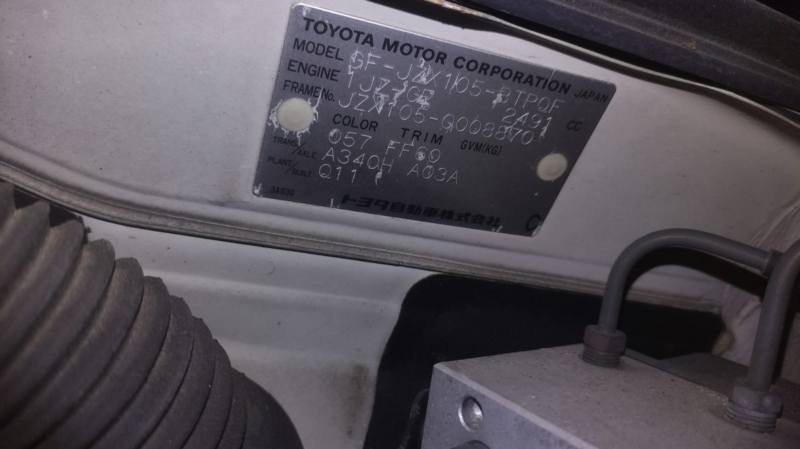 TOYOTA MOTOR CORPORATION JAPAN
MODEL GF-JZX105-BTPQF
ENGINE 1JZ-GE 2491 CC
FRAME No. JZX105-0008870
COLOR TRIM GVM(KG)
057 FF60
TRANS./AXLE A340H A03A
PLANT/BUILT Q11
トヨタ自動車株式会社 C